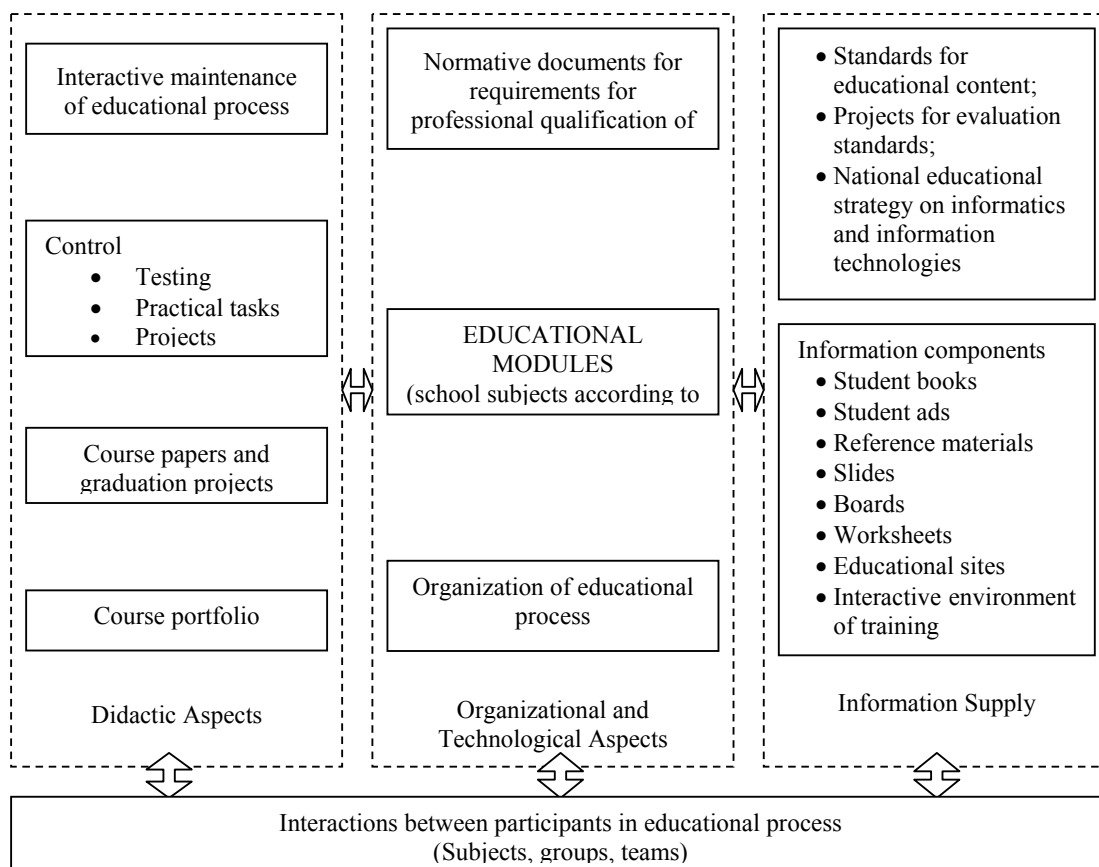 Interactive maintenance
of educational process
Control
• Testing
• Practical tasks
• Projects
Course papers and
graduation projects
Course portfolio
Didactic Aspects
Normative documents for
requirements for
professional qualification of
EDUCATIONAL
MODULES
(school subjects according to
Organization of educational
process
Organizational and
Technological Aspects
• Standards for
educational content;
• Projects for evaluation
standards;
• National educational
strategy on informatics
and information
technologies
Information components
• Student books
• Student ads
• Reference materials
• Slides
• Boards
• Worksheets
• Educational sites
• Interactive environment
of training
Information Supply
Interactions between participants in educational process
(Subjects, groups, teams)